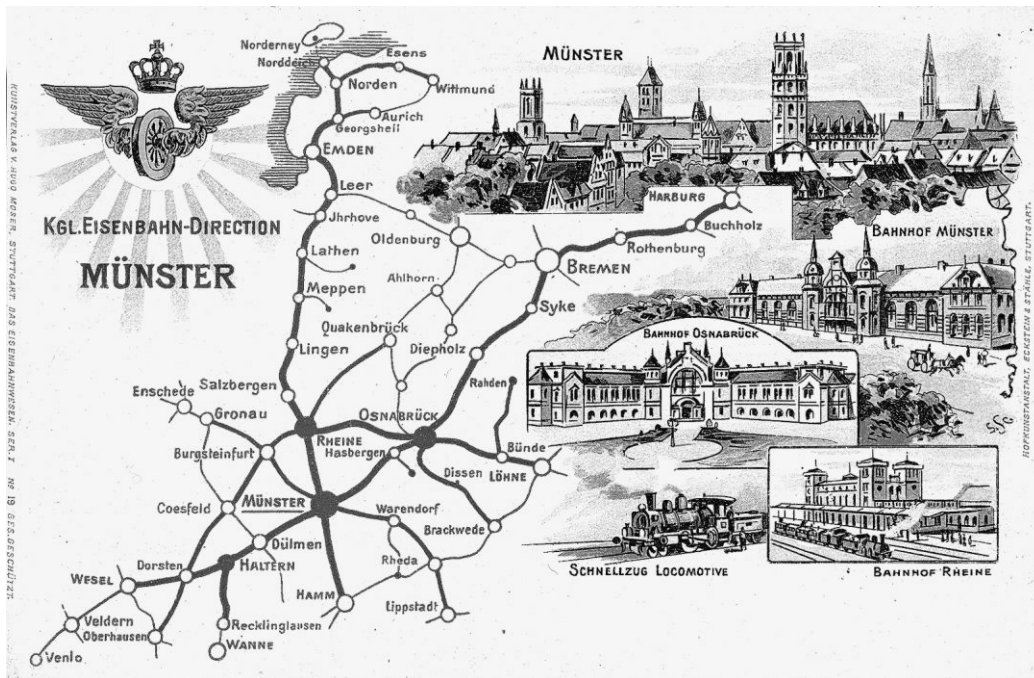 KUNSTVERLAG V. HUGO MOSER, STUTTGART. DAS EISENBAHNWESEN. SER. I № 19 GES. GESCHÜTZT.
KGL. EISENBAHN-DIRECTION
MÜNSTER
Norderney
Norddeich
Esens
Norden
Wittmund
Aurich
Georgsheil
EMDEN
Leer
Jhrhove
Oldenburg
Lathen
Ahlhorn
Meppen
Quakenbrück
Lingen
Diepholz
Salzbergen
Enschede
Gronau
RHEINE
OSNABRÜCK
Hasbergen
Burgsteinfurt
Rahden
Bünde
LÖHNE
Dissen
MÜNSTER
Coesfeld
Warendorf
Brackwede
Dülmen
Rheda
Dorsten
HALTERN
WESEL
HAMM
Lippstadt
Veldern
Oberhausen
Recklinglausen
WANNE
Venlo
HARBURG
Buchholz
Rothenburg
BREMEN
Syke
MÜNSTER
BAHNHOF MÜNSTER
BAHNHOF OSNABRÜCK
SCHNELLZUG LOCOMOTIVE
BAHNHOF RHEINE
HOFKUNSTANSTALT, ECKSTEIN & STÄHLE, STUTTGART.